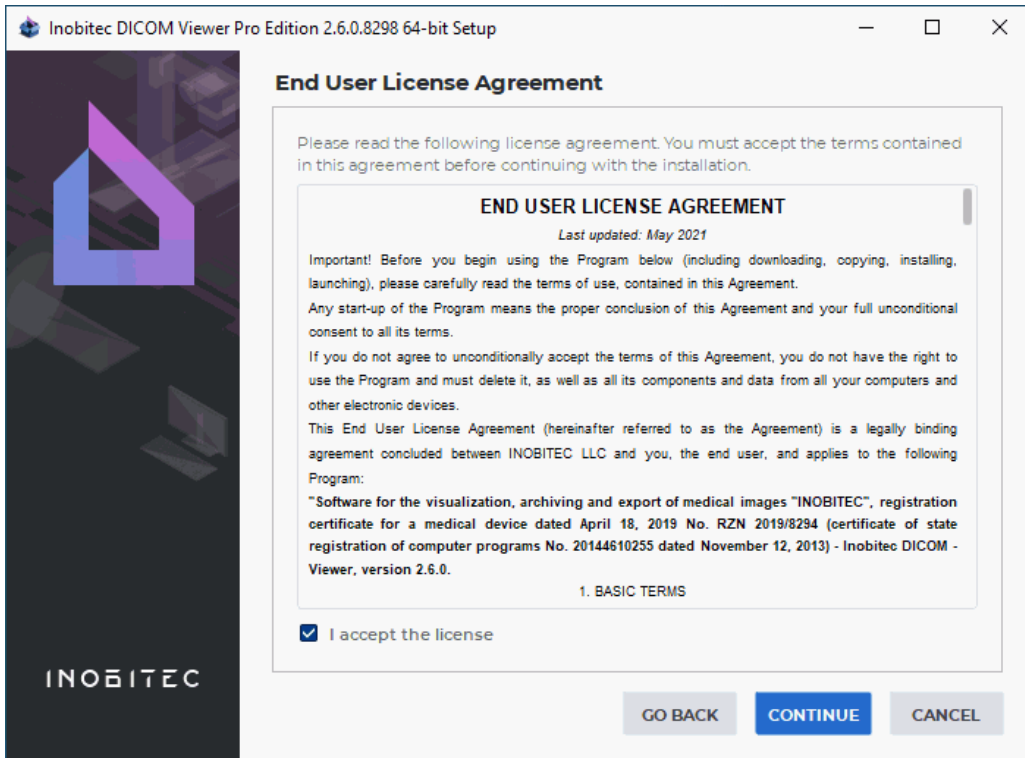 Inobitec DICOM Viewer Pro Edition 2.6.0.8298 64-bit Setup
End User License Agreement
Please read the following license agreement. You must accept the terms contained
in this agreement before continuing with the installation.
END USER LICENSE AGREEMENT
Last updated: May 2021
Important! Before you begin using the Program below (including downloading, copying, installing,
launching), please carefully read the terms of use, contained in this Agreement.
Any start-up of the Program means the proper conclusion of this Agreement and your full unconditional
consent to all its terms.
If you do not agree to unconditionally accept the terms of this Agreement, you do not have the right to
use the Program and must delete it, as well as all its components and data from all your computers and
other electronic devices.
This End User License Agreement (hereinafter referred to as the Agreement) is a legally binding
agreement concluded between INOBITEC LLC and you, the end user, and applies to the following
Program:
"Software for the visualization, archiving and export of medical images "INOBITEC", registration
certificate for a medical device dated April 18, 2019 No. RZN 2019/8294 (certificate of state
registration of computer programs No. 20144610255 dated November 12, 2013) - Inobitec DICOM -
Viewer, version 2.6.0.
1. BASIC TERMS
I accept the license
INOBITEC
GO BACK
CONTINUE
CANCEL